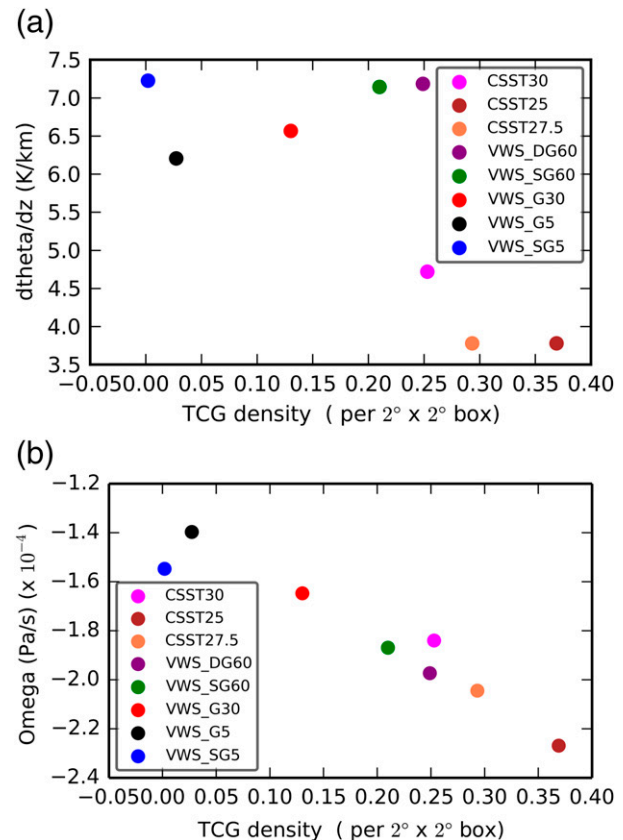 (a)
7.5
7.0
6.5
6.0
5.5
5.0
4.5
4.0
3.5
dtheta/dz (K/km)
CSST30
CSST25
CSST27.5
VWS_DG60
VWS_SG60
VWS_G30
VWS_G5
VWS_SG5
−0.05 0.00 0.05 0.10 0.15 0.20 0.25 0.30 0.35 0.40
TCG density ( per 2° x 2° box)
(b)
−1.2
−1.4
−1.6
−1.8
−2.0
−2.2
−2.4
Omega (Pa/s) (x 10−4)
CSST30
CSST25
CSST27.5
VWS_DG60
VWS_SG60
VWS_G30
VWS_G5
VWS_SG5
−0.05 0.00 0.05 0.10 0.15 0.20 0.25 0.30 0.35 0.40
TCG density ( per 2° x 2° box)